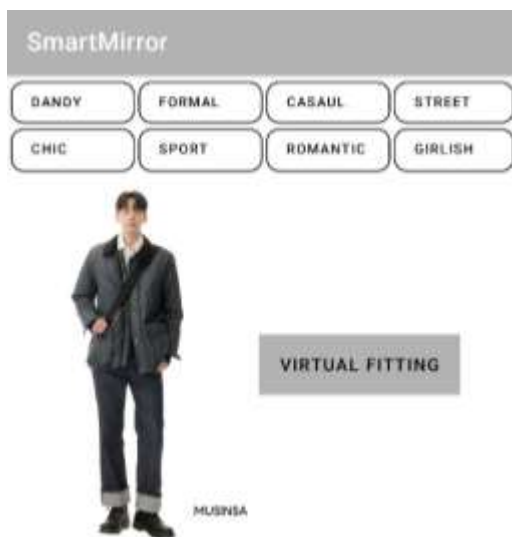 SmartMirror
DANDY FORMAL CASAUL STREET
CHIC SPORT ROMANTIC GIRLISH
VIRTUAL FITTING
MUSINSA